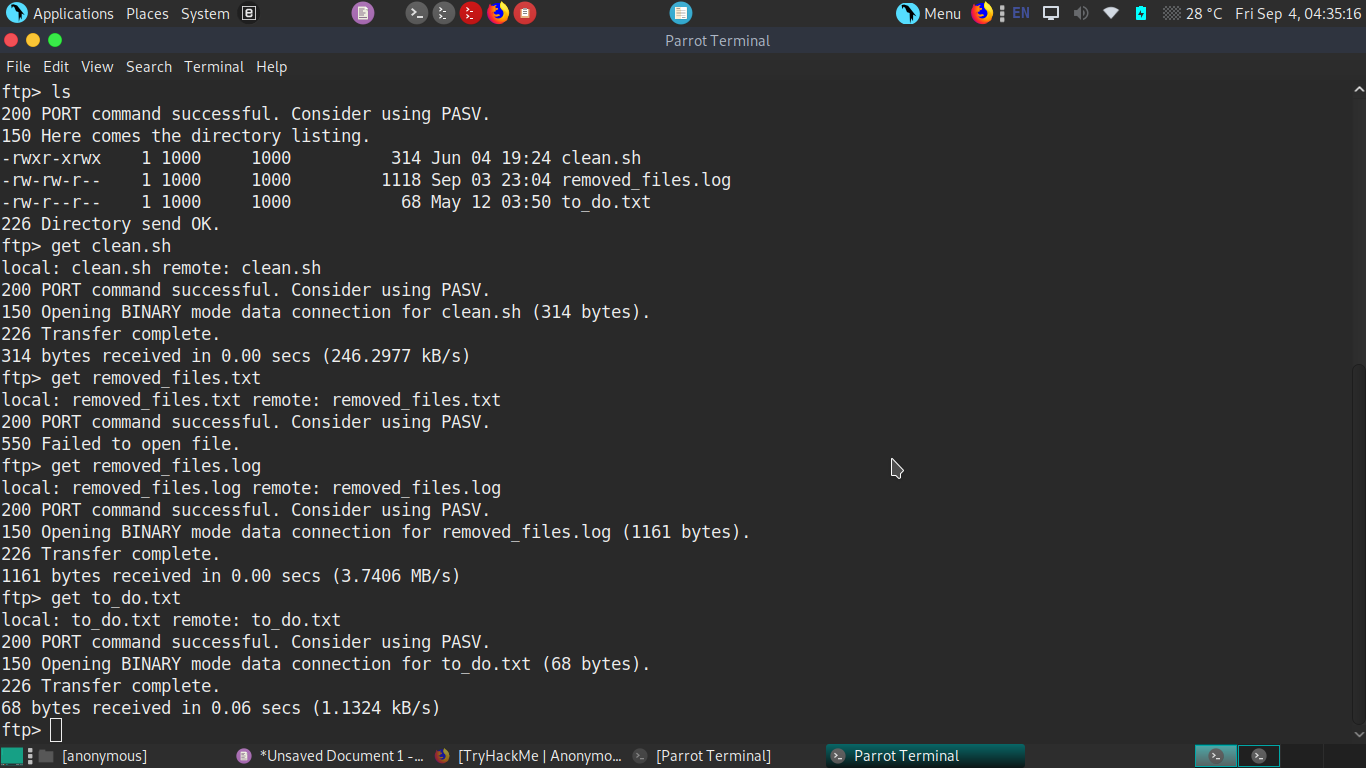 Applications Places System Menu EN 28 °C Fri Sep 4, 04:35:16
Parrot Terminal
File Edit View Search Terminal Help
ftp> ls
200 PORT command successful. Consider using PASV.
150 Here comes the directory listing.
-rwxr-xrwx    1 1000     1000          314 Jun 04 19:24 clean.sh
-rw-rw-r--    1 1000     1000         1118 Sep 03 23:04 removed_files.log
-rw-r--r--    1 1000     1000           68 May 12 03:50 to_do.txt
226 Directory send OK.
ftp> get clean.sh
local: clean.sh remote: clean.sh
200 PORT command successful. Consider using PASV.
150 Opening BINARY mode data connection for clean.sh (314 bytes).
226 Transfer complete.
314 bytes received in 0.00 secs (246.2977 kB/s)
ftp> get removed_files.txt
local: removed_files.txt remote: removed_files.txt
200 PORT command successful. Consider using PASV.
550 Failed to open file.
ftp> get removed_files.log
local: removed_files.log remote: removed_files.log
200 PORT command successful. Consider using PASV.
150 Opening BINARY mode data connection for removed_files.log (1161 bytes).
226 Transfer complete.
1161 bytes received in 0.00 secs (3.7406 MB/s)
ftp> get to_do.txt
local: to_do.txt remote: to_do.txt
200 PORT command successful. Consider using PASV.
150 Opening BINARY mode data connection for to_do.txt (68 bytes).
226 Transfer complete.
68 bytes received in 0.06 secs (1.1324 kB/s)
ftp>
[anonymous] *Unsaved Document 1 -... [TryHackMe | Anonymo... [Parrot Terminal] Parrot Terminal